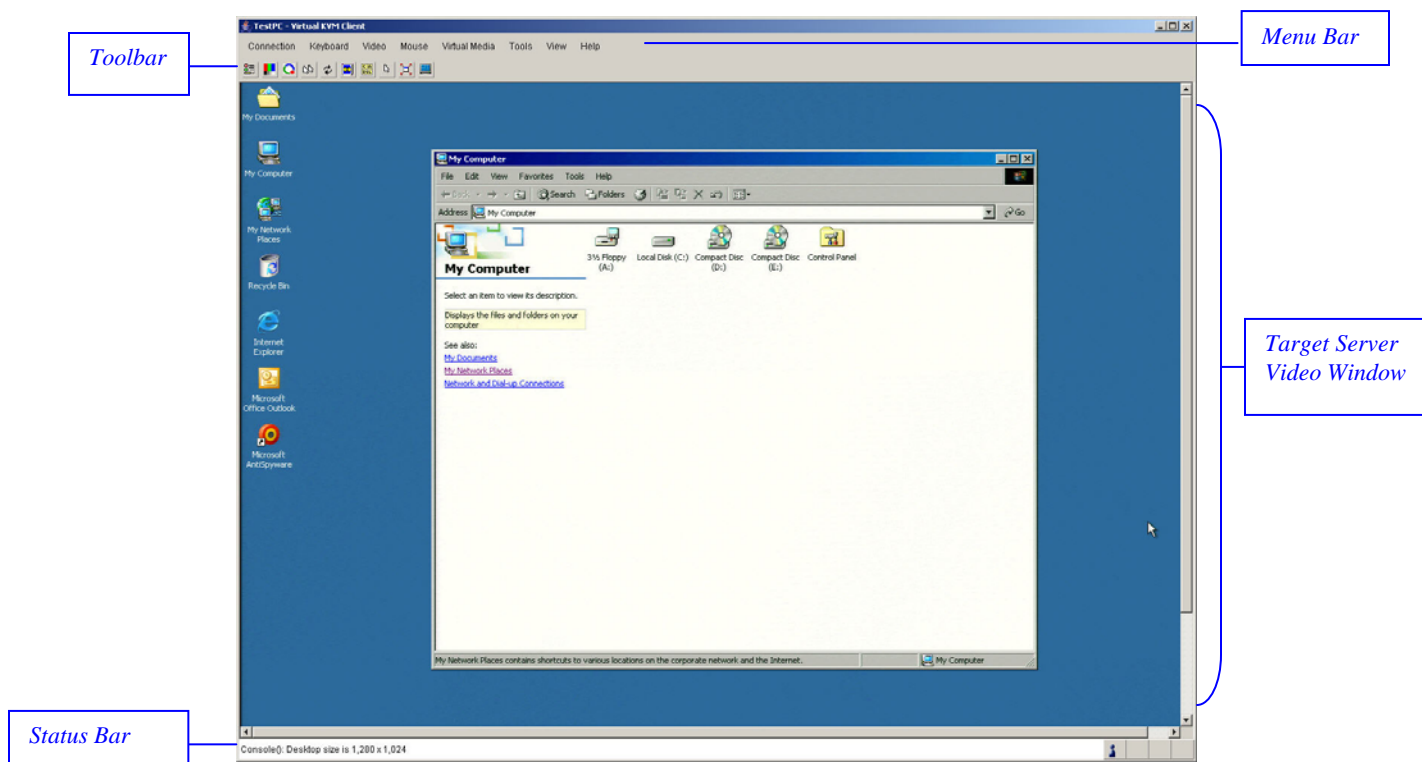 TestPC - Virtual KVM Client
Connection Keyboard Video Mouse Virtual Media Tools View Help
Menu Bar
Toolbar
My Documents
My Computer
My Network
Places
Recycle Bin
Internet
Explorer
Microsoft
Office Outlook
Microsoft
AntiSpyware
My Computer
File Edit View Favorites Tools Help
Back Search Folders
Address My Computer Go
3½ Floppy
(A:)
Local Disk (C:)
Compact Disc
(D:)
Compact Disc
(E:)
Control Panel
My Computer
Select an item to view its description.
Displays the files and folders on your
computer
See also:
My Documents
My Network Places
Network and Dial-up Connections
My Network Places contains shortcuts to various locations on the corporate network and the Internet.
My Computer
Target Server
Video Window
Status Bar
Console(): Desktop size is 1,280 x 1,024